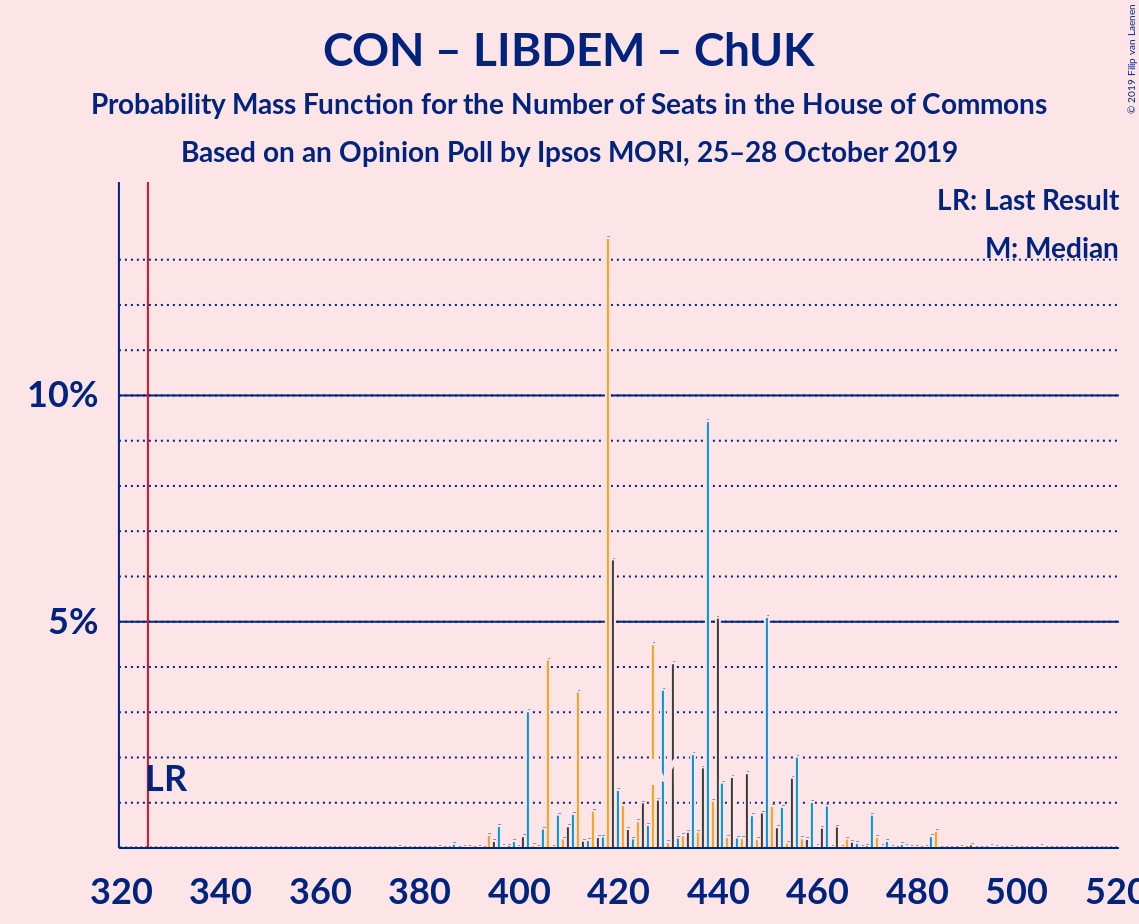 CON – LIBDEM – ChUK
Probability Mass Function for the Number of Seats in the House of Commons
Based on an Opinion Poll by Ipsos MORI, 25–28 October 2019
© 2019 Filip van Laenen
LR: Last Result
M: Median
10%
5%
LR
320 340 360 380 400 420 440 460 480 500 520